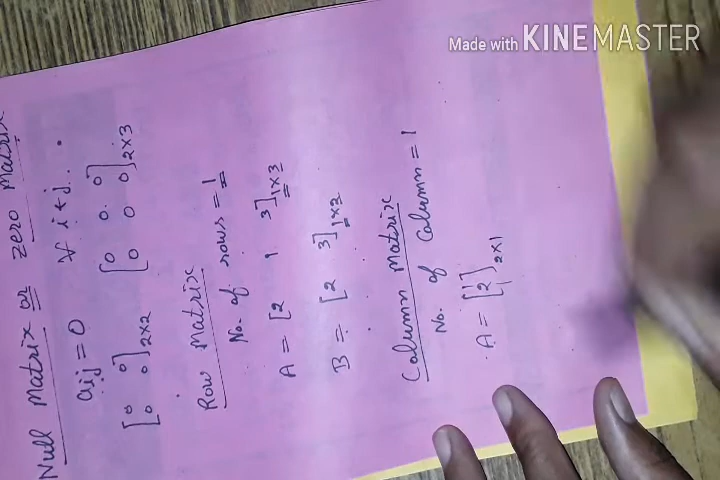 Made with KINEMASTER
Null Matrix or zero Matrix
aij = 0 ∀ i & j.
[0 0
0 0]2×2 [0 0 0
0 0 0]2×3
Row Matrix
No. of rows = 1
A = [2 1 3]1×3
B = [2 3]1×2
Column Matrix
No. of Column = 1
A = [1
2]2×1